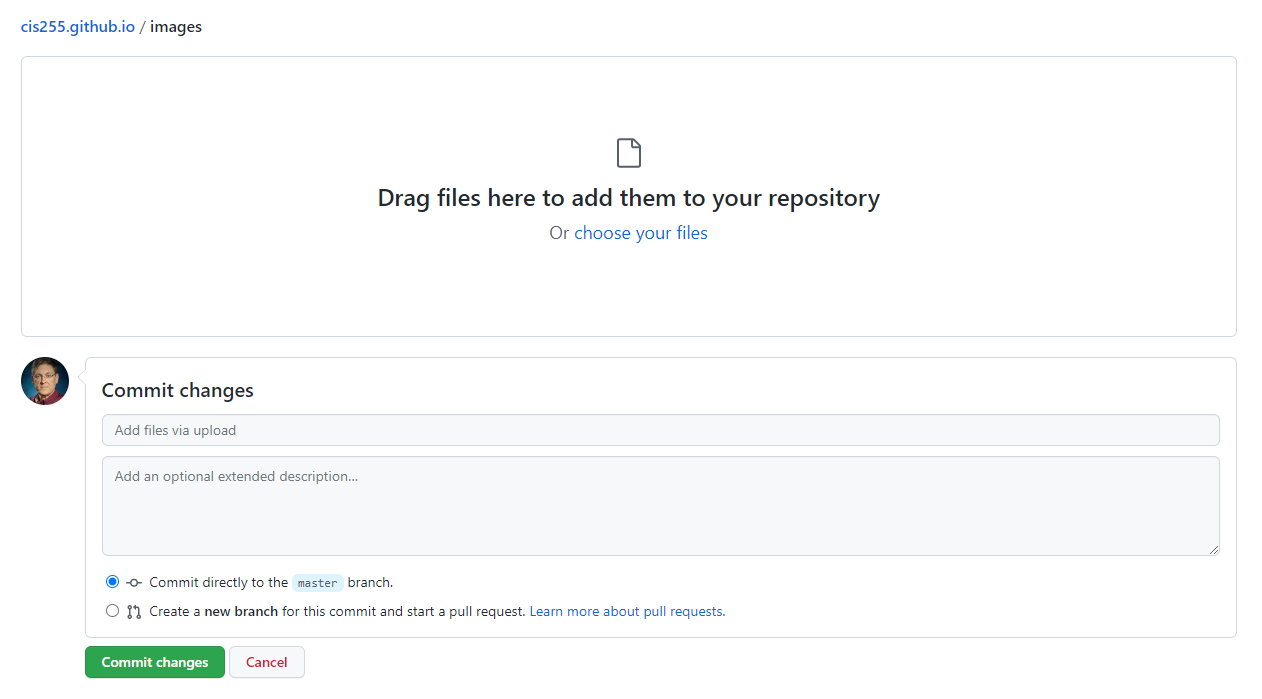 cis255.github.io / images
Drag files here to add them to your repository
Or choose your files
Commit changes
Add files via upload
Add an optional extended description...
Commit directly to the master branch.
Create a new branch for this commit and start a pull request. Learn more about pull requests.
Commit changes Cancel